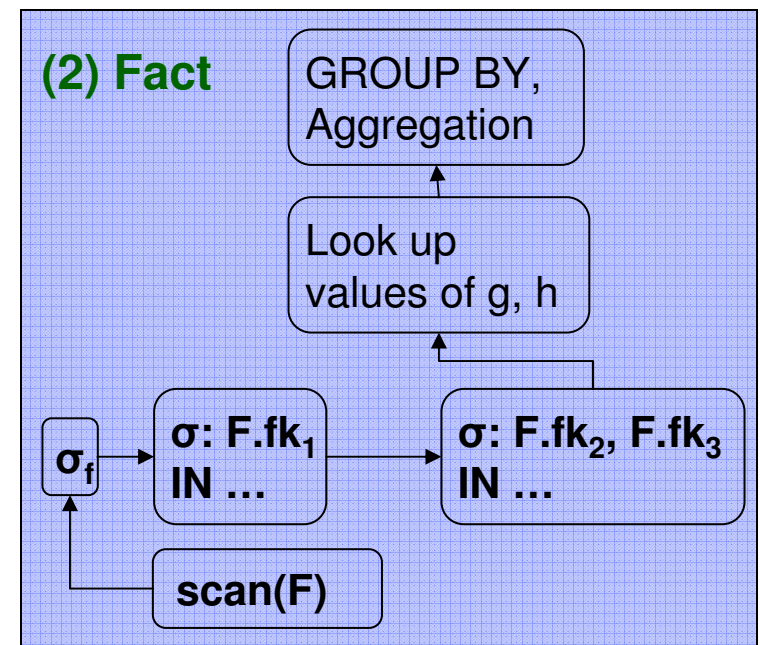 (2) Fact
GROUP BY,
Aggregation
Look up
values of g, h
σf
σ: F.fk1
IN …
σ: F.fk2, F.fk3
IN …
scan(F)